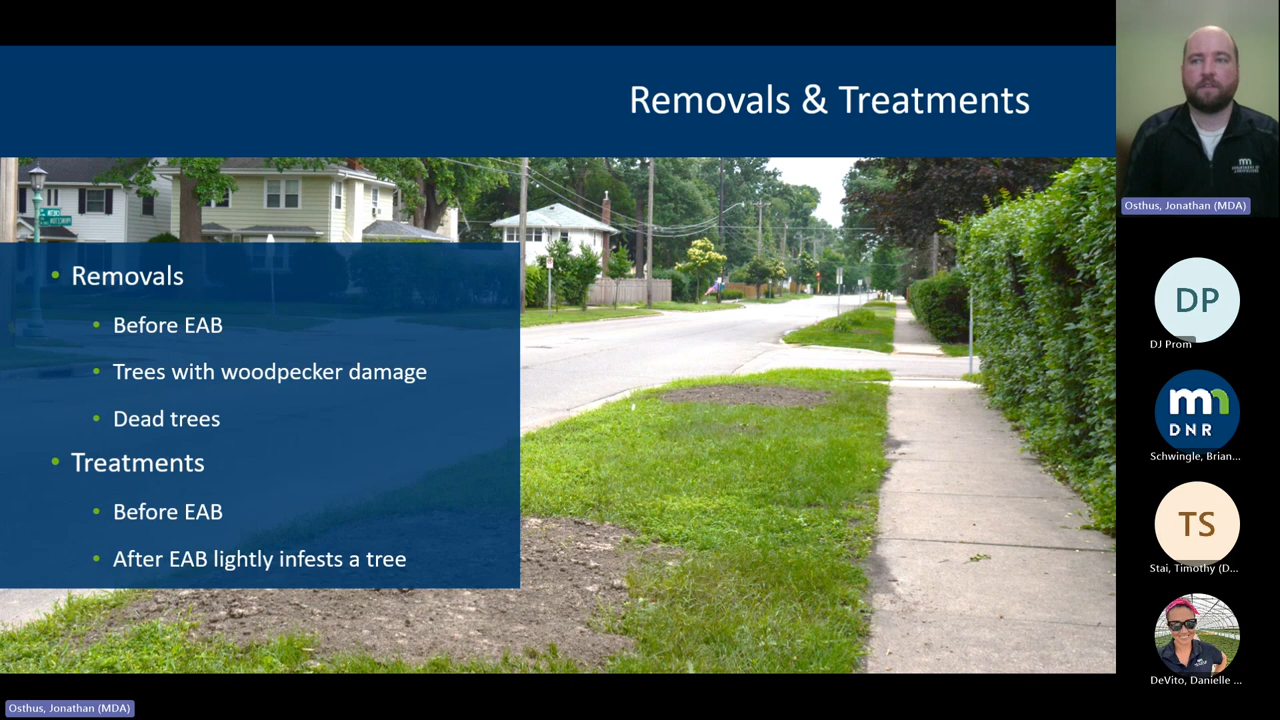 Removals & Treatments
• Removals
• Before EAB
• Trees with woodpecker damage
• Dead trees
• Treatments
• Before EAB
• After EAB lightly infests a tree
Osthus, Jonathan (MDA)
DP
DJ Prom
mn
DNR
Schwingle, Brian...
TS
Stai, Timothy (D...
DeVito, Danielle ...
Osthus, Jonathan (MDA)